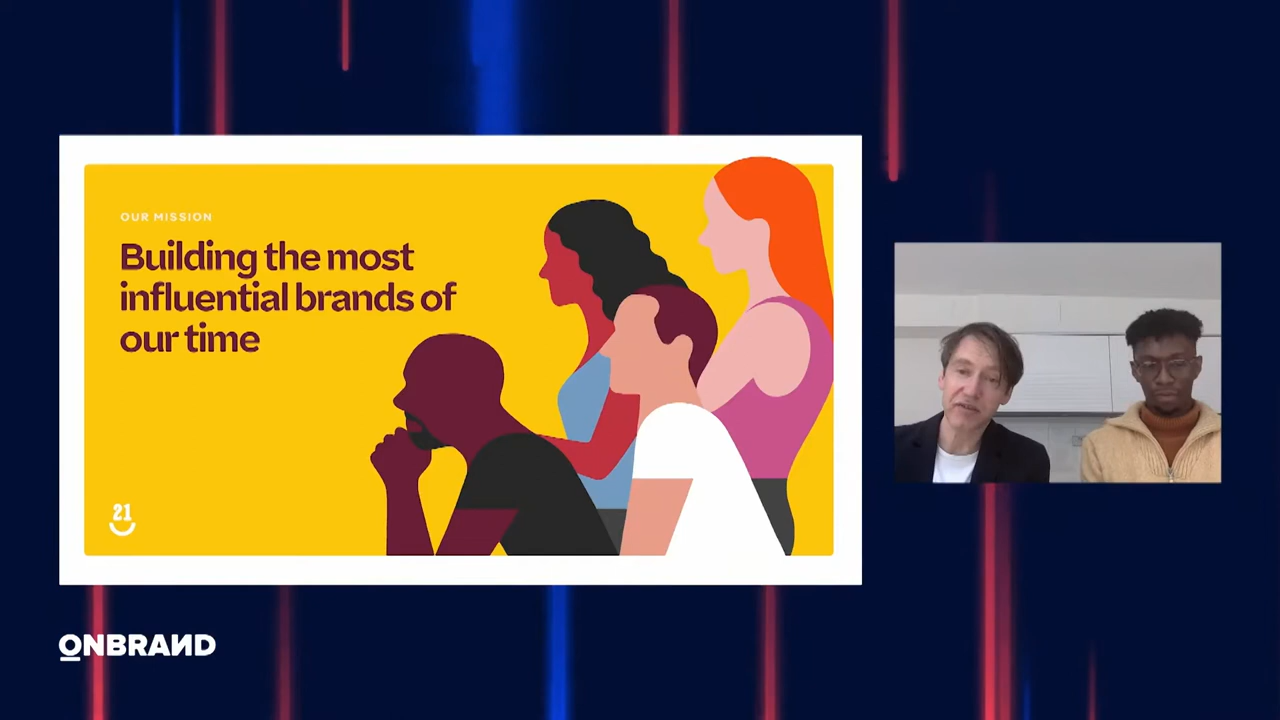 OUR MISSION
Building the most
influential brands of
our time
21
ONBRAND